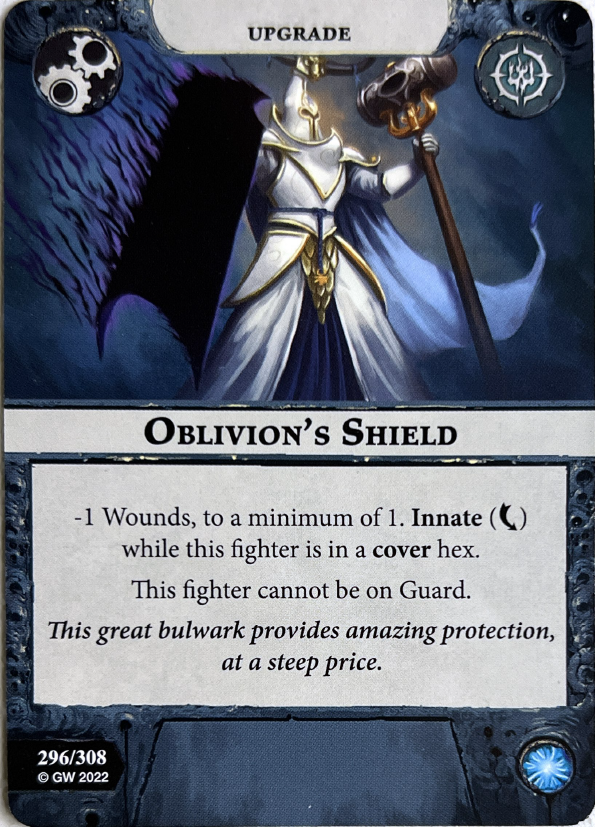 UPGRADE
OBLIVION'S SHIELD
-1 Wounds, to a minimum of 1. Innate ( )
while this fighter is in a cover hex.
This fighter cannot be on Guard.
This great bulwark provides amazing protection,
at a steep price.
296/308
© GW 2022